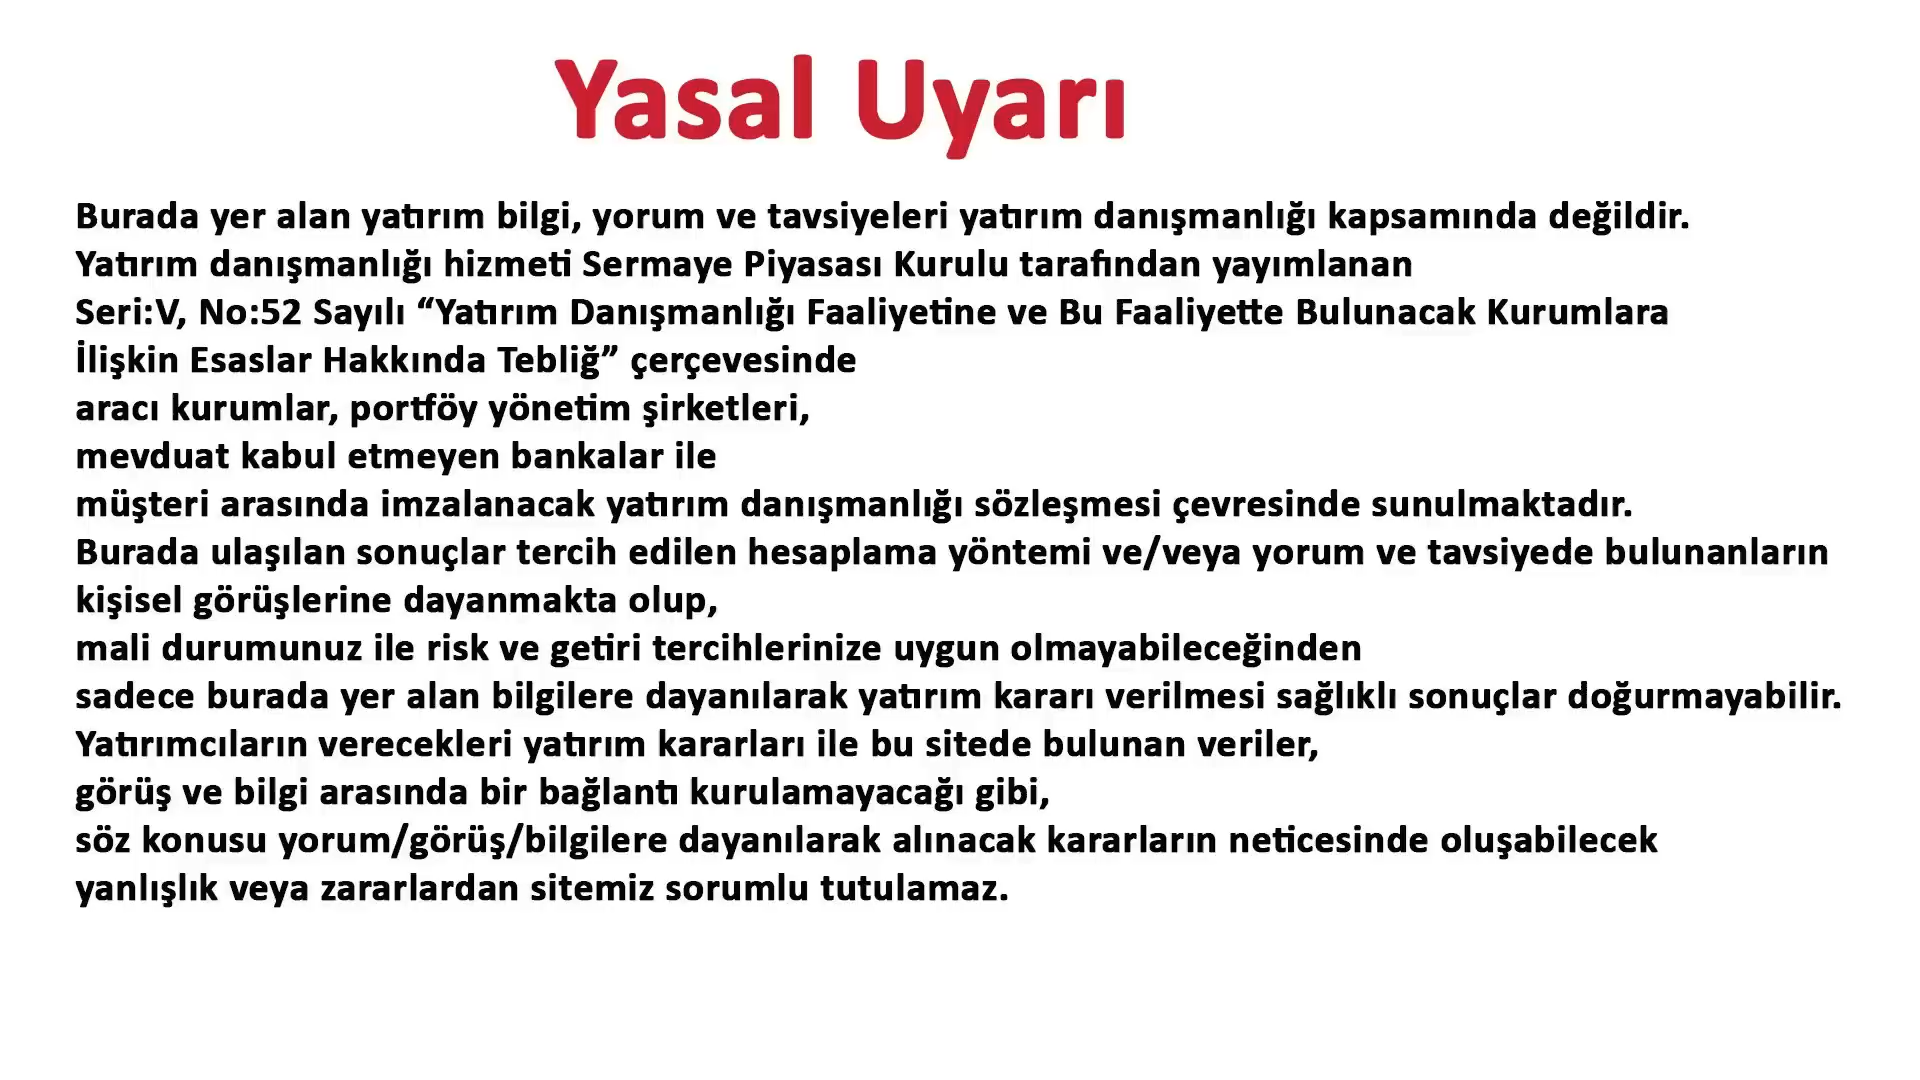 Yasal Uyarı
Burada yer alan yatırım bilgi, yorum ve tavsiyeleri yatırım danışmanlığı kapsamında değildir.
Yatırım danışmanlığı hizmeti Sermaye Piyasası Kurulu tarafından yayımlanan
Seri:V, No:52 Sayılı “Yatırım Danışmanlığı Faaliyetine ve Bu Faaliyette Bulunacak Kurumlara
İlişkin Esaslar Hakkında Tebliğ” çerçevesinde
aracı kurumlar, portföy yönetim şirketleri,
mevduat kabul etmeyen bankalar ile
müşteri arasında imzalanacak yatırım danışmanlığı sözleşmesi çevresinde sunulmaktadır.
Burada ulaşılan sonuçlar tercih edilen hesaplama yöntemi ve/veya yorum ve tavsiyede bulunanların
kişisel görüşlerine dayanmakta olup,
mali durumunuz ile risk ve getiri tercihlerinize uygun olmayabileceğinden
sadece burada yer alan bilgilere dayanılarak yatırım kararı verilmesi sağlıklı sonuçlar doğurmayabilir.
Yatırımcıların verecekleri yatırım kararları ile bu sitede bulunan veriler,
görüş ve bilgi arasında bir bağlantı kurulamayacağı gibi,
söz konusu yorum/görüş/bilgilere dayanılarak alınacak kararların neticesinde oluşabilecek
yanlışlık veya zararlardan sitemiz sorumlu tutulamaz.